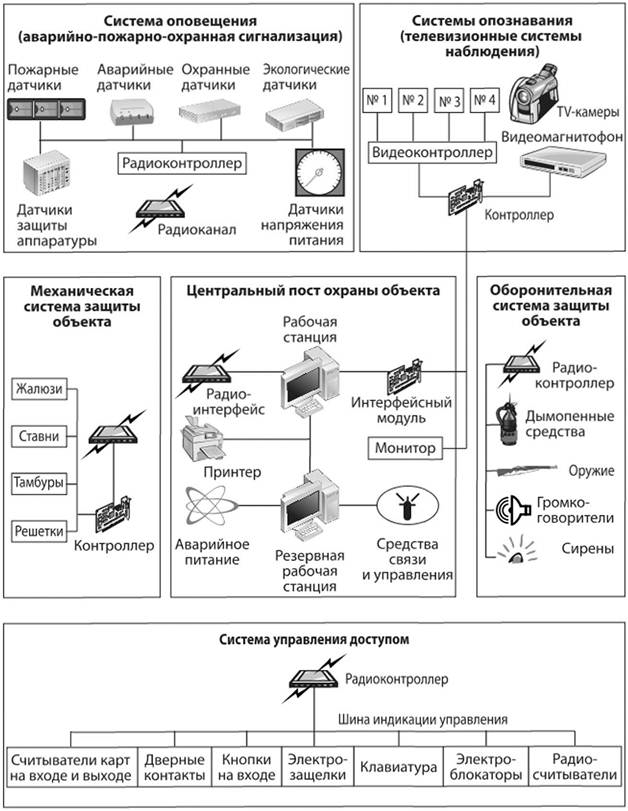 Система оповещения
(аварийно-пожарно-охранная сигнализация)
Пожарные
датчики
Аварийные
датчики
Охранные
датчики
Экологические
датчики
Радиоконтроллер
Датчики
защиты
аппаратуры
Радиоканал
Датчики
напряжения
питания
Системы опознавания
(телевизионные системы
наблюдения)
№ 1
№ 2
№ 3
№ 4
TV-камеры
Видеомагнитофон
Видеоконтроллер
Контроллер
Механическая
система защиты
объекта
Жалюзи
Ставни
Тамбуры
Решетки
Контроллер
Центральный пост охраны объекта
Рабочая
станция
Радио-
интерфейс
Интерфейсный
модуль
Принтер
Монитор
Аварийное
питание
Резервная
рабочая
станция
Средства
связи
и управления
Оборонительная
система защиты
объекта
Радио-
контроллер
Дымопенные
средства
Оружие
Громко-
говорители
Сирены
Система управления доступом
Радиоконтроллер
Шина индикации управления
Считыватели карт
на входе и выходе
Дверные
контакты
Кнопки
на входе
Электро-
защелки
Клавиатура
Электро-
блокаторы
Радио-
считыватели